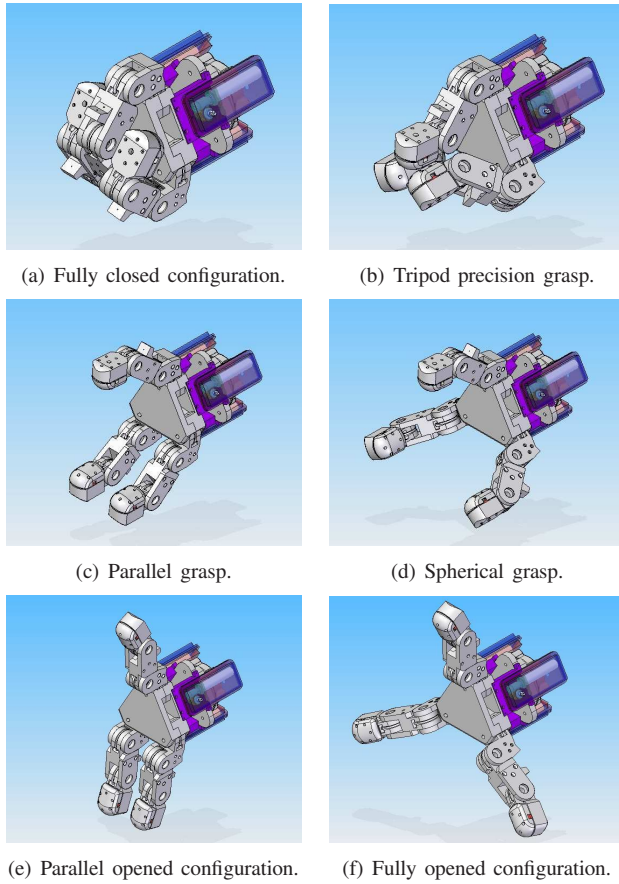 (a) Fully closed configuration.
(b) Tripod precision grasp.
(c) Parallel grasp.
(d) Spherical grasp.
(e) Parallel opened configuration.
(f) Fully opened configuration.